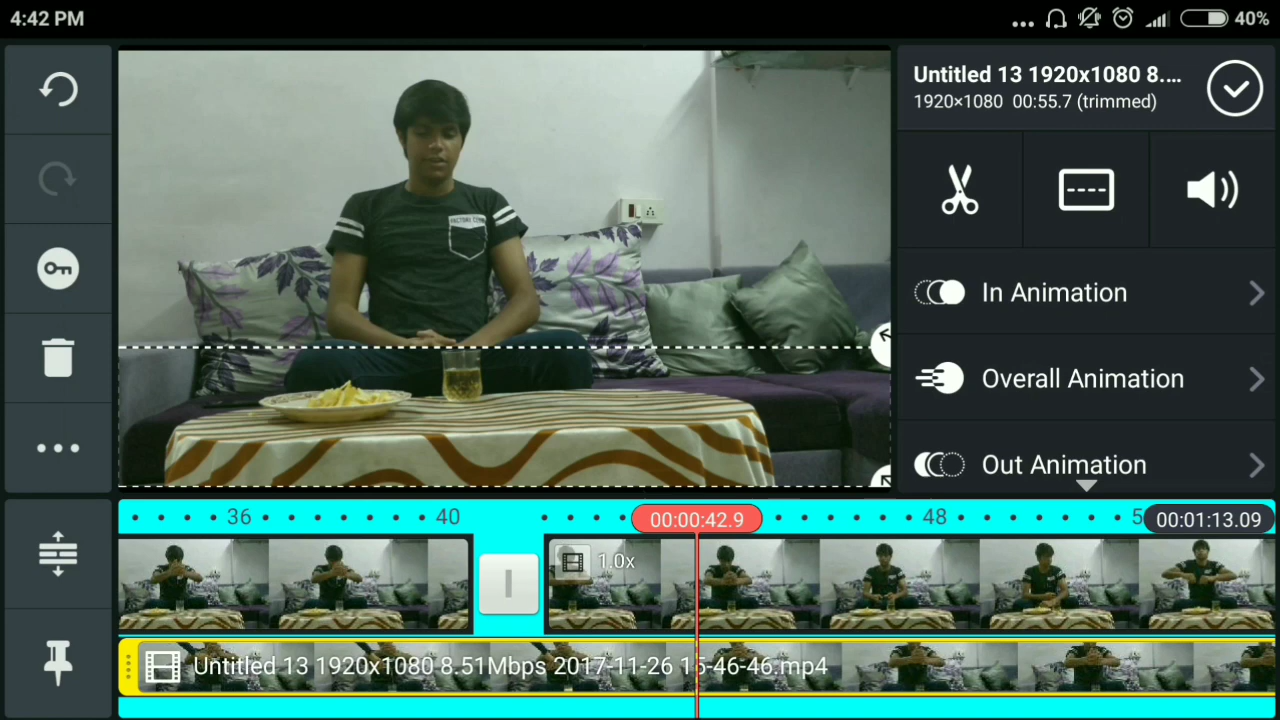 4:42 PM
40%
Untitled 13 1920x1080 8....
1920×1080 00:55.7 (trimmed)
In Animation
Overall Animation
Out Animation
36
40
00:00:42.9
48
5
00:01:13.09
1.0x
Untitled 13 1920x1080 8.51Mbps 2017-11-26 15-46-46.mp4